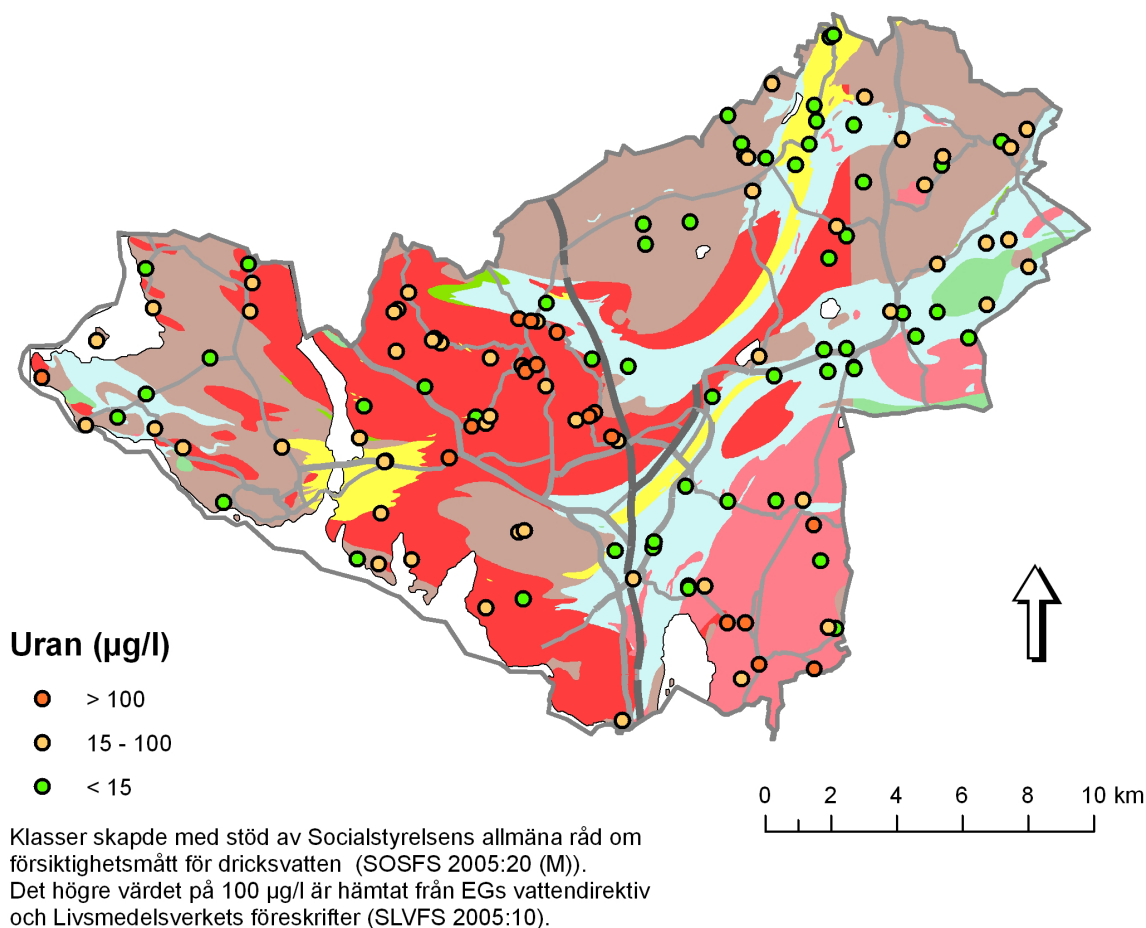 Uran (µg/l)
> 100
15 - 100
< 15
0 2 4 6 8 10 km
Klasser skapde med stöd av Socialstyrelsens allmäna råd om
försiktighetsmått för dricksvatten (SOSFS 2005:20 (M)).
Det högre värdet på 100 µg/l är hämtat från EGs vattendirektiv
och Livsmedelsverkets föreskrifter (SLVFS 2005:10).